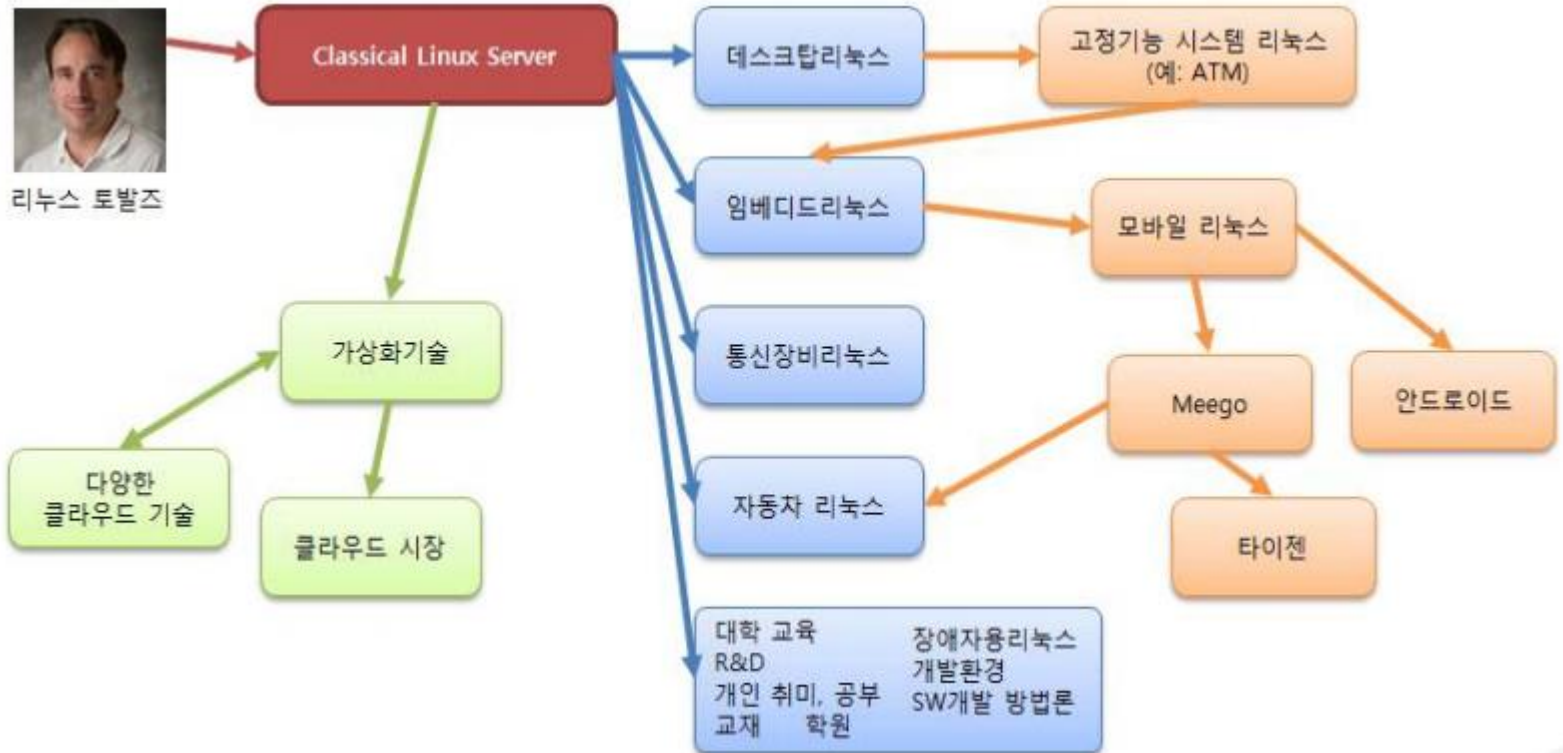 리누스 토발즈
Classical Linux Server
데스크탑리눅스
고정기능 시스템 리눅스
(예: ATM)
임베디드리눅스
모바일 리눅스
가상화기술
통신장비리눅스
Meego
안드로이드
다양한
클라우드 기술
클라우드 시장
자동차 리눅스
타이젠
대학 교육
R&D
개인 취미, 공부
교재 학원
장애자용리눅스
개발환경
SW개발 방법론